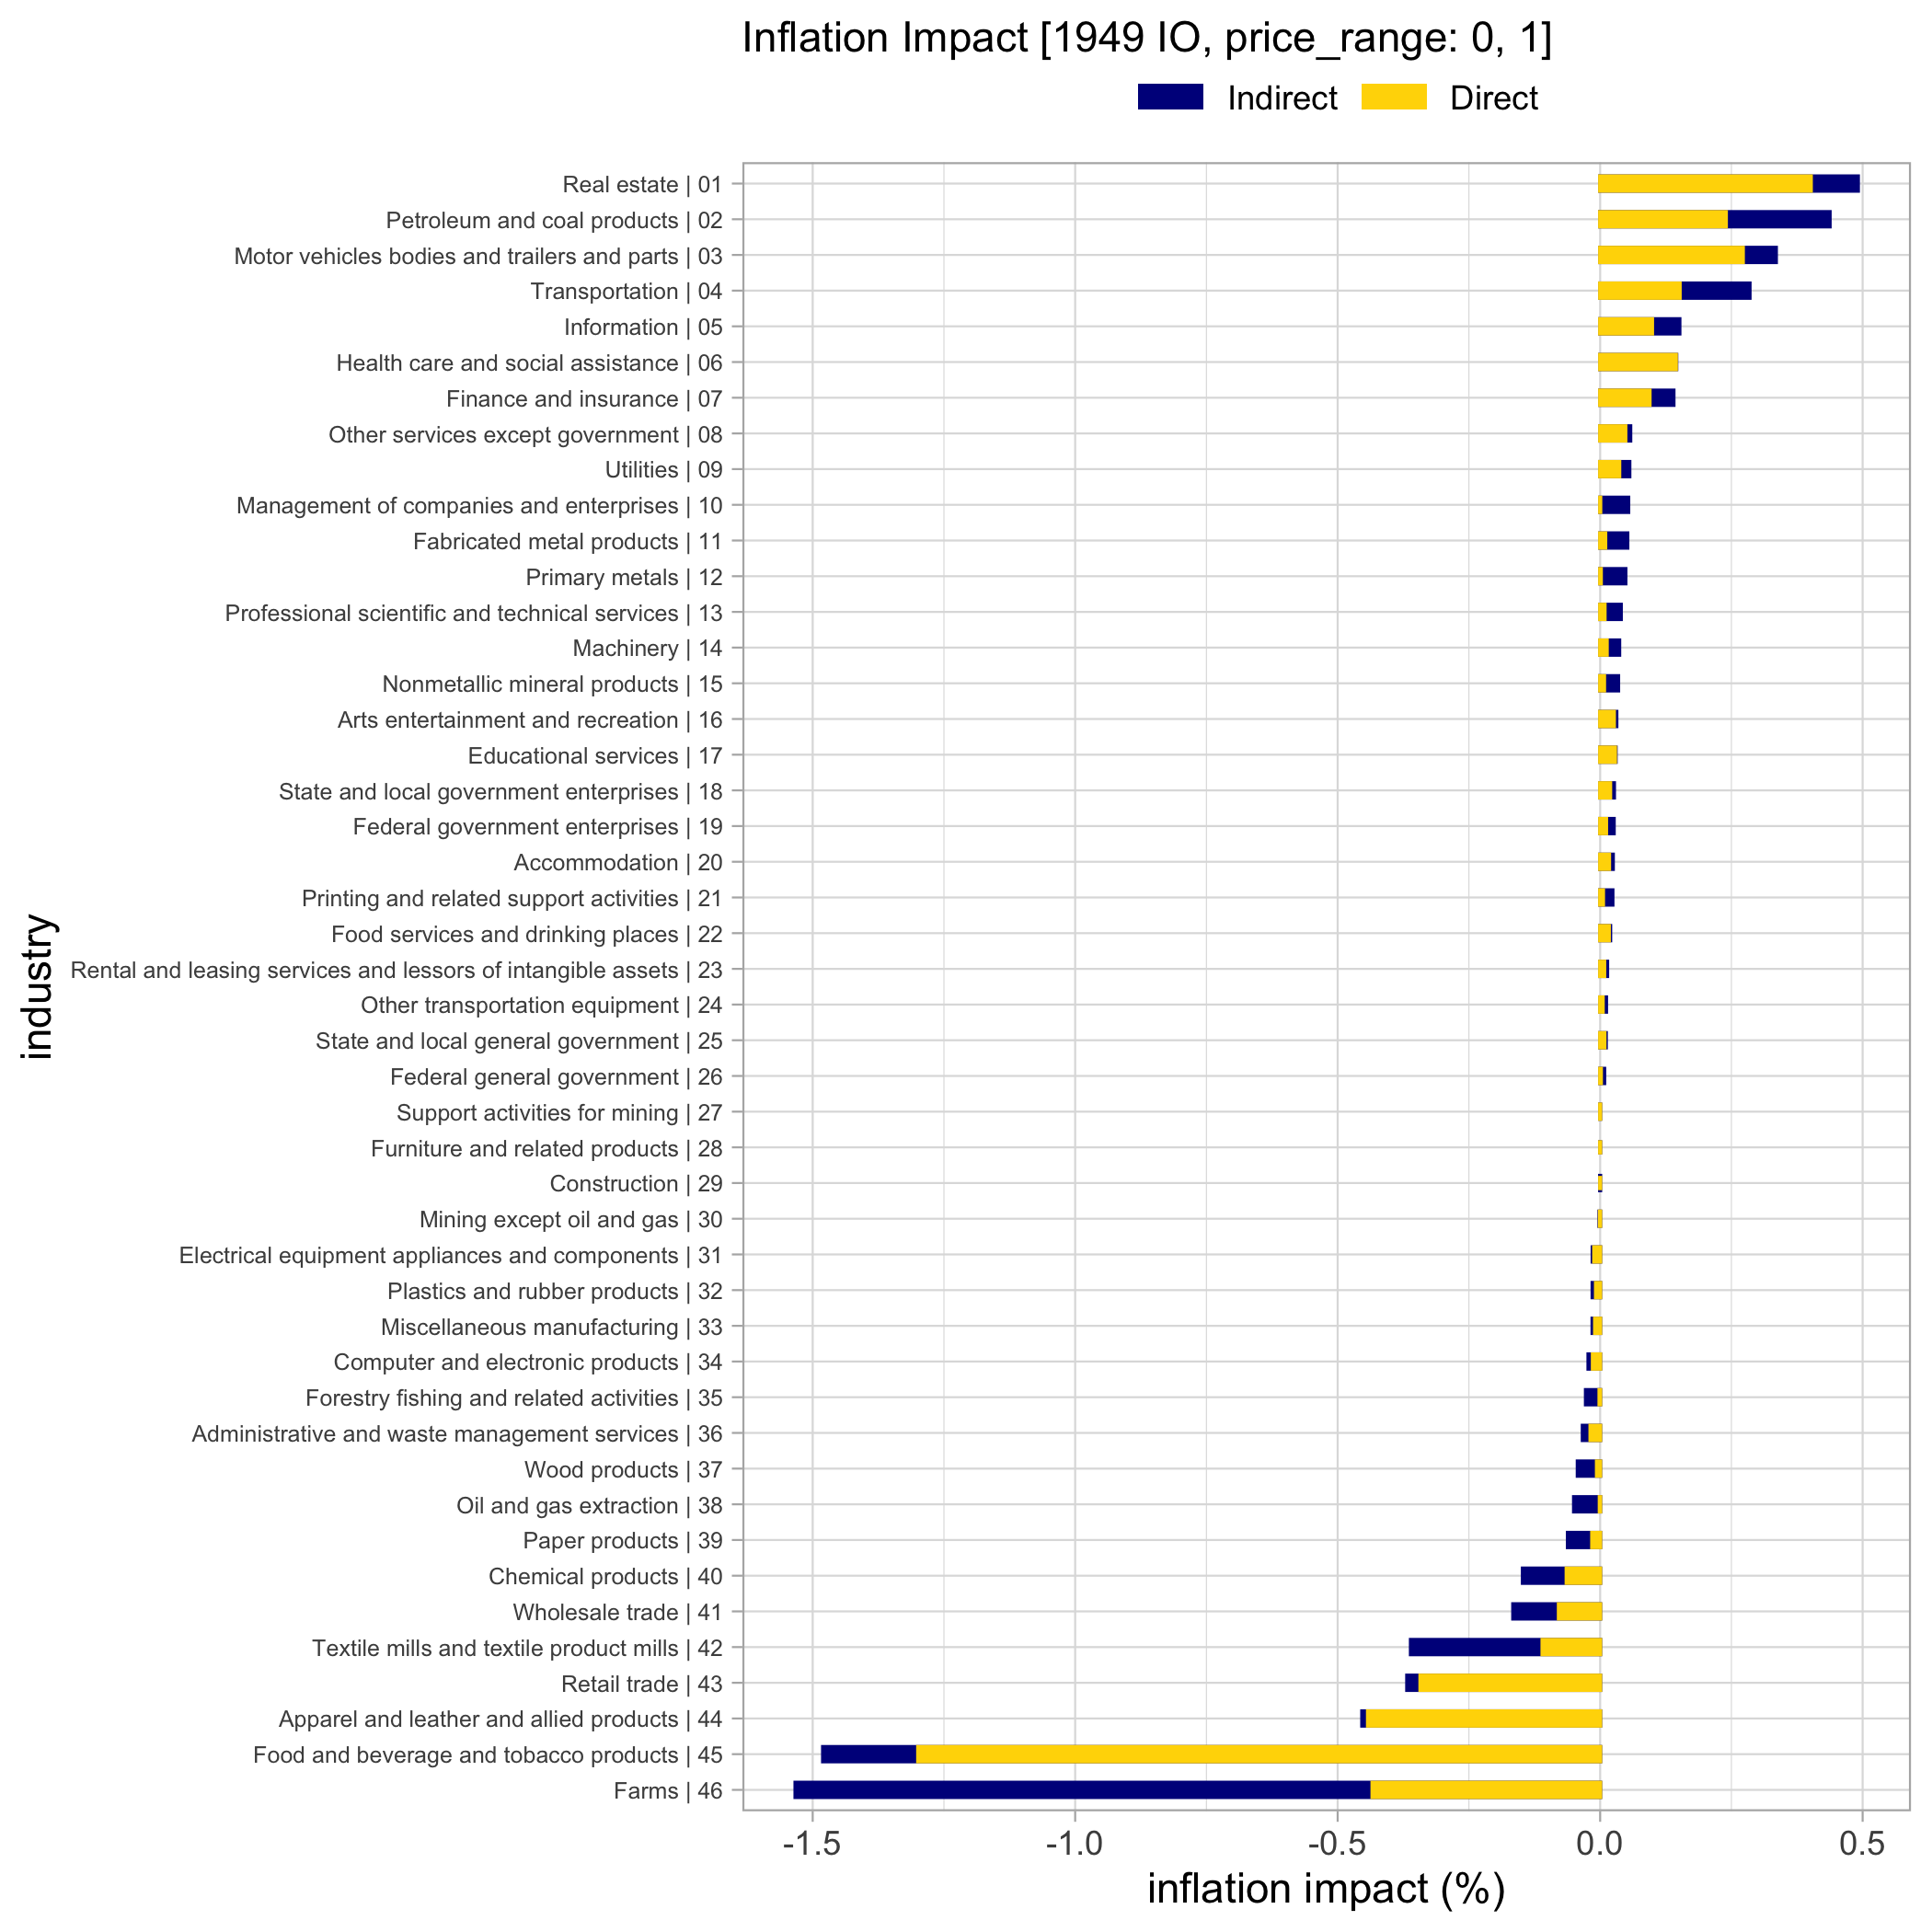 Inflation Impact [1949 IO, price_range: 0, 1]
Indirect Direct
Real estate | 01
Petroleum and coal products | 02
Motor vehicles bodies and trailers and parts | 03
Transportation | 04
Information | 05
Health care and social assistance | 06
Finance and insurance | 07
Other services except government | 08
Utilities | 09
Management of companies and enterprises | 10
Fabricated metal products | 11
Primary metals | 12
Professional scientific and technical services | 13
Machinery | 14
Nonmetallic mineral products | 15
Arts entertainment and recreation | 16
Educational services | 17
State and local government enterprises | 18
Federal government enterprises | 19
Accommodation | 20
Printing and related support activities | 21
Food services and drinking places | 22
Rental and leasing services and lessors of intangible assets | 23
Other transportation equipment | 24
State and local general government | 25
Federal general government | 26
Support activities for mining | 27
Furniture and related products | 28
Construction | 29
Mining except oil and gas | 30
Electrical equipment appliances and components | 31
Plastics and rubber products | 32
Miscellaneous manufacturing | 33
Computer and electronic products | 34
Forestry fishing and related activities | 35
Administrative and waste management services | 36
Wood products | 37
Oil and gas extraction | 38
Paper products | 39
Chemical products | 40
Wholesale trade | 41
Textile mills and textile product mills | 42
Retail trade | 43
Apparel and leather and allied products | 44
Food and beverage and tobacco products | 45
Farms | 46
industry
-1.5 -1.0 -0.5 0.0 0.5
inflation impact (%)